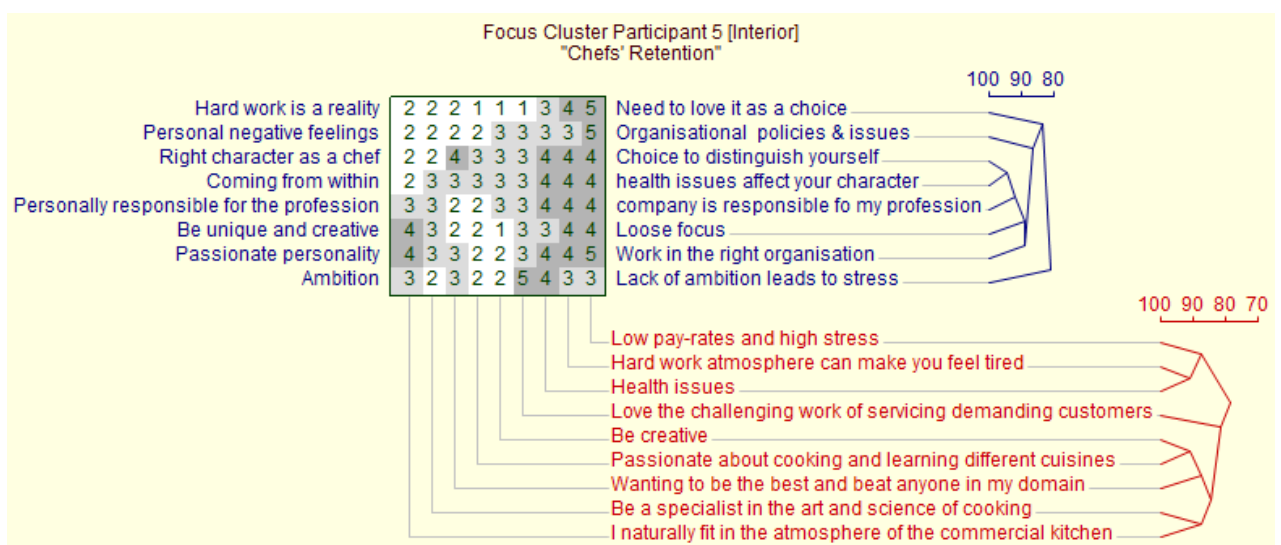 Focus Cluster Participant 5 [Interior]
"Chefs' Retention"
100 90 80
Hard work is a reality 2 2 2 1 1 1 3 4 5 Need to love it as a choice
Personal negative feelings 2 2 2 2 3 3 3 3 5 Organisational policies & issues
Right character as a chef 2 2 4 3 3 3 4 4 4 Choice to distinguish yourself
Coming from within 2 3 3 3 3 3 4 4 4 health issues affect your character
Personally responsible for the profession 3 3 2 2 3 3 4 4 4 company is responsible fo my profession
Be unique and creative 4 3 2 2 1 3 3 4 4 Loose focus
Passionate personality 4 3 3 2 2 3 4 4 5 Work in the right organisation
Ambition 3 2 3 2 2 5 4 3 3 Lack of ambition leads to stress
100 90 80 70
Low pay-rates and high stress
Hard work atmosphere can make you feel tired
Health issues
Love the challenging work of servicing demanding customers
Be creative
Passionate about cooking and learning different cuisines
Wanting to be the best and beat anyone in my domain
Be a specialist in the art and science of cooking
I naturally fit in the atmosphere of the commercial kitchen